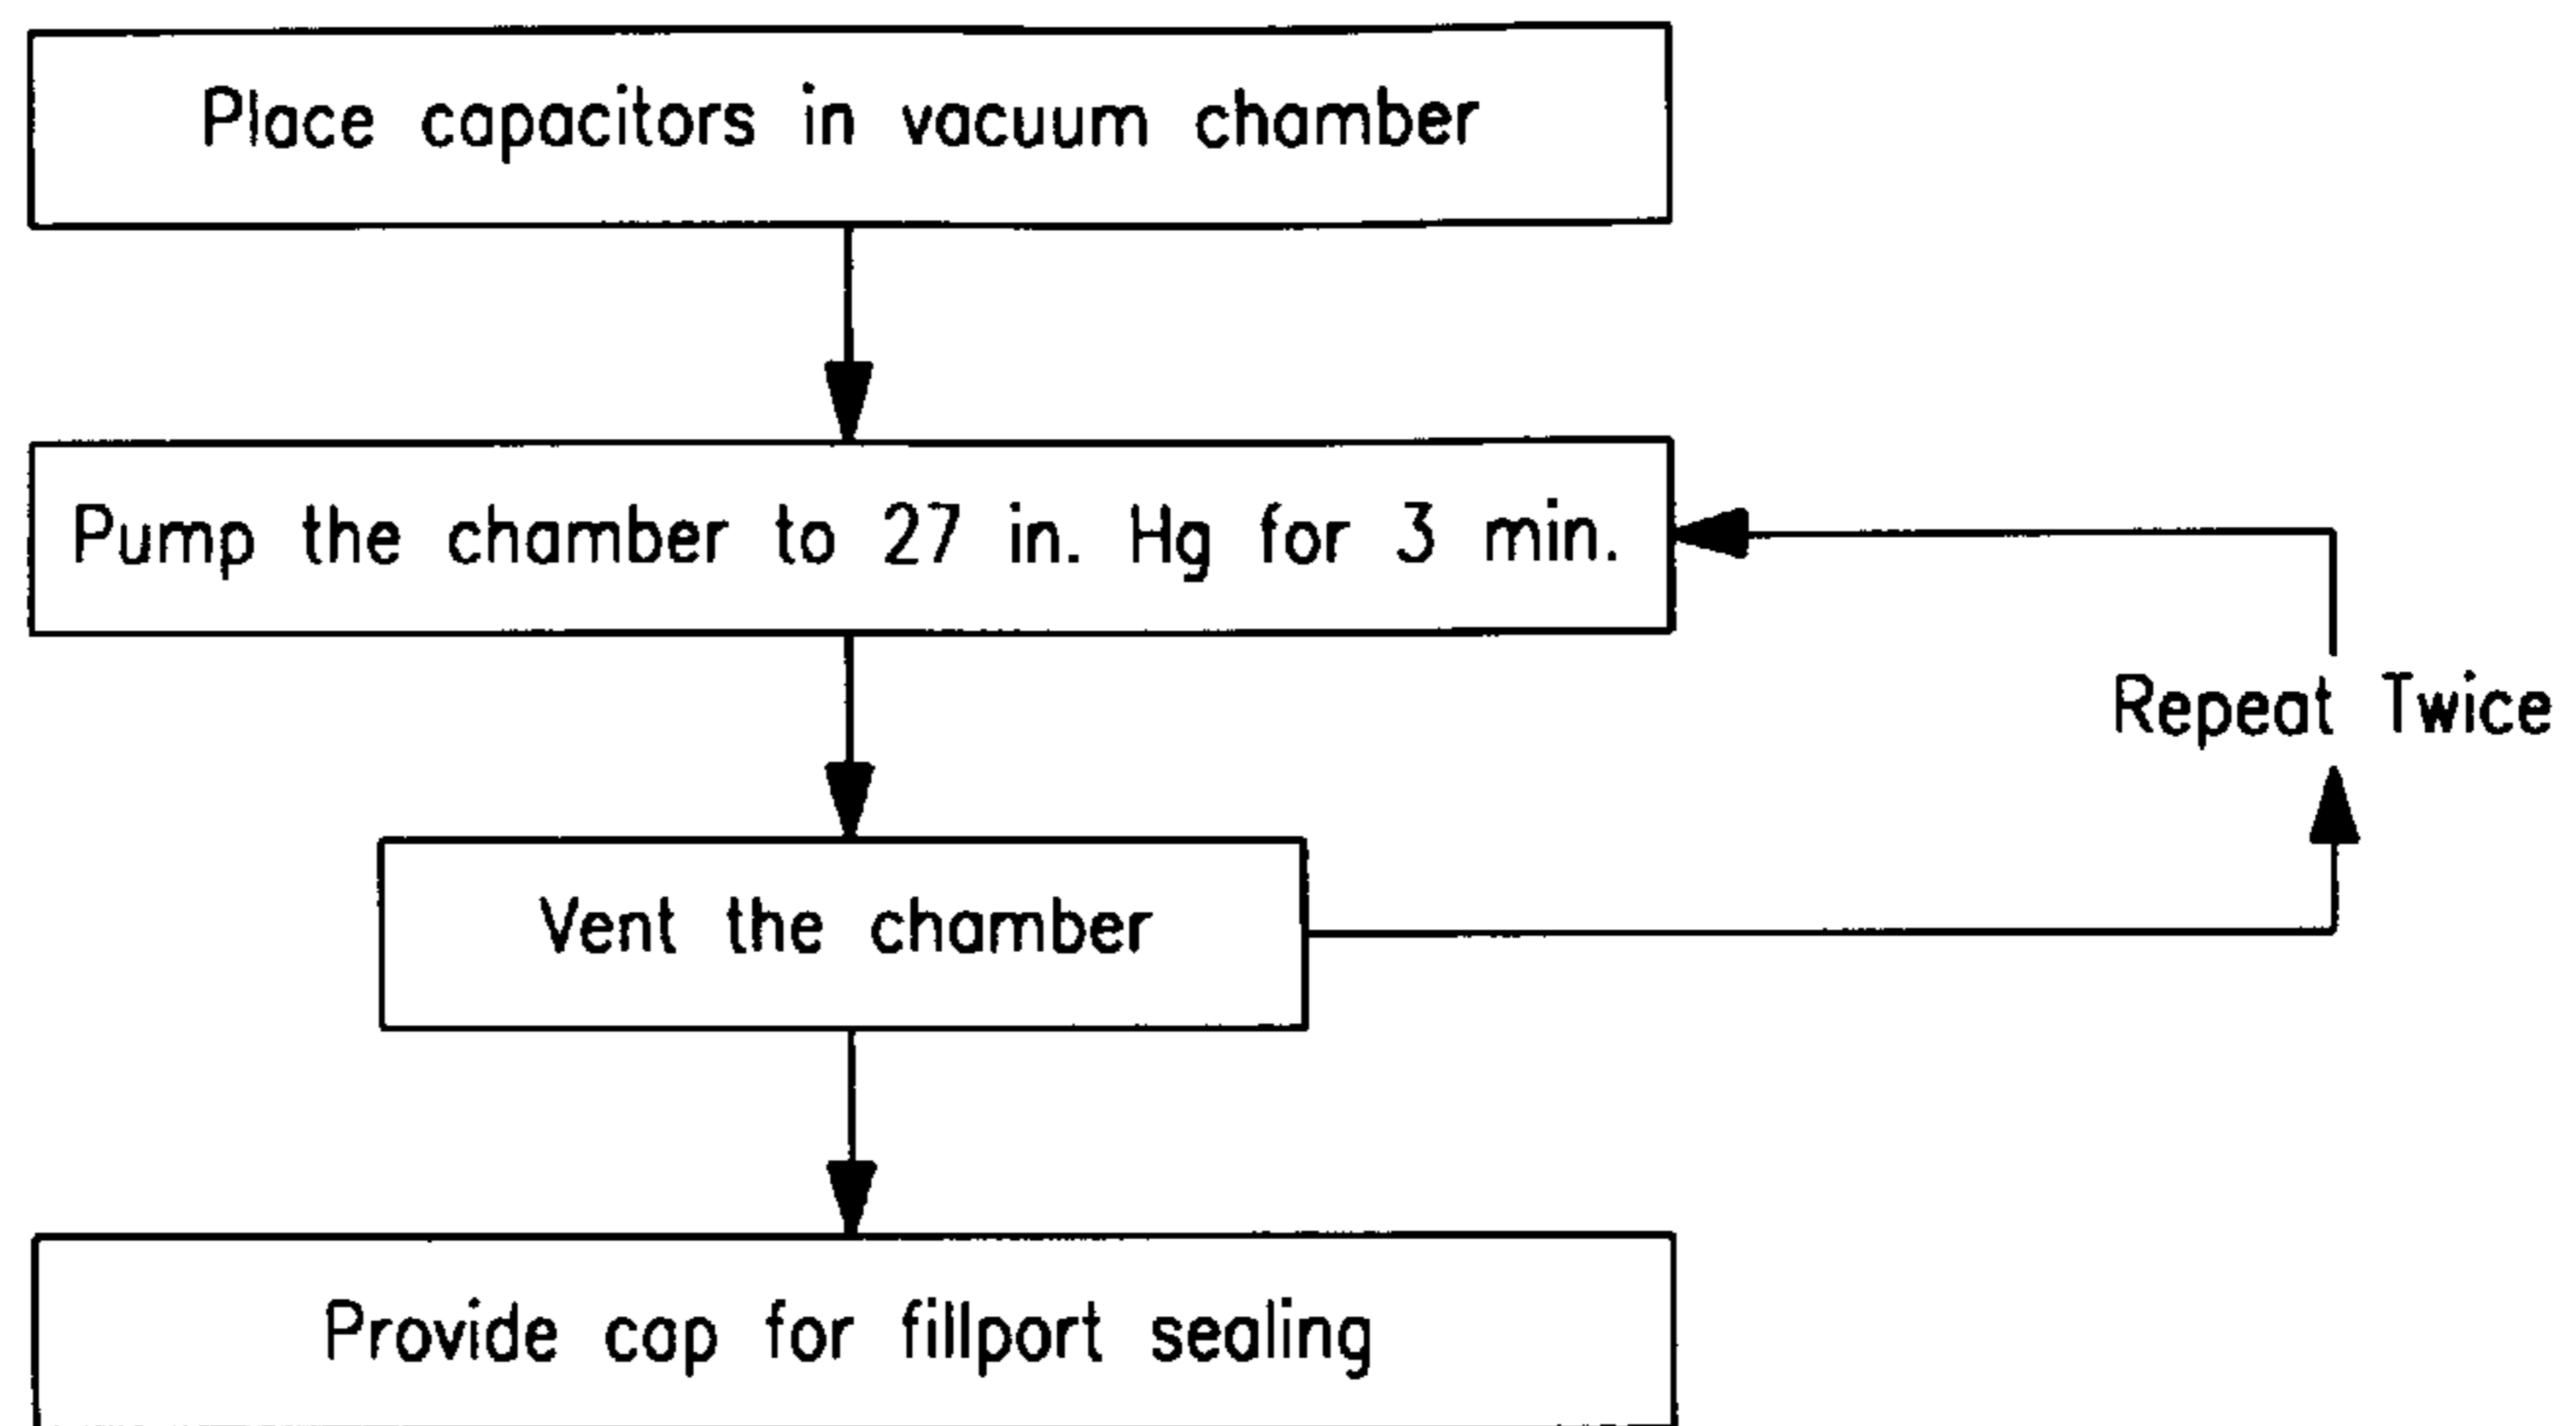 Place capacitors in vacuum chamber
Pump the chamber to 27 in. Hg for 3 min.
Repeat Twice
Vent the chamber
Provide cap for fillport sealing